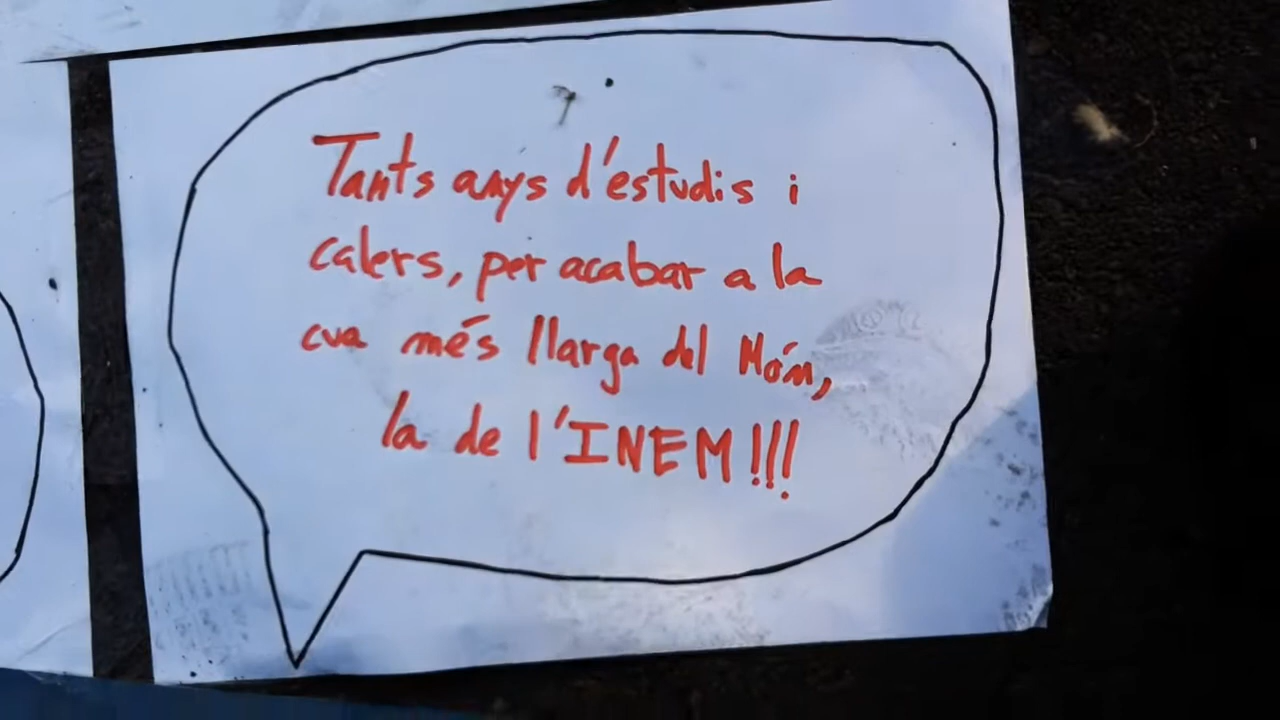 Tants anys d'estudis i
calers, per acabar a la
cua més llarga del Món,
la de l'INEM!!!